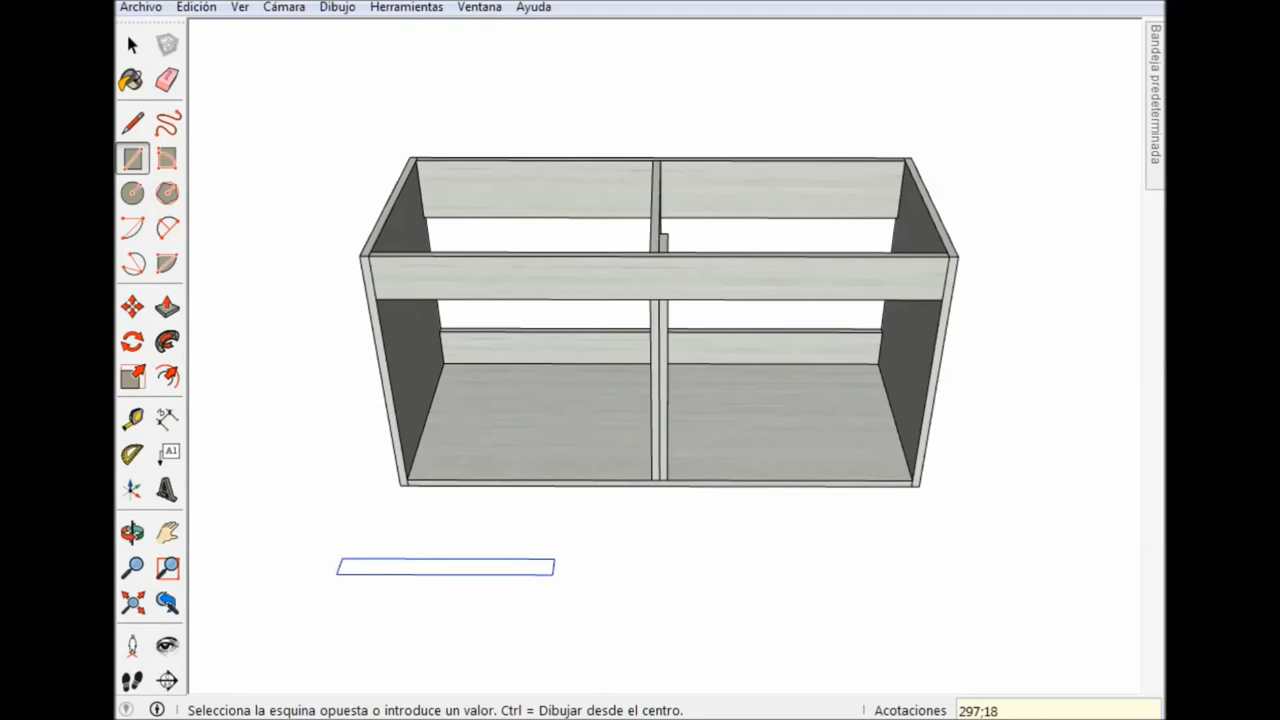 Archivo Edición Ver Cámara Dibujo Herramientas Ventana Ayuda
Bandeja predeterminada
A1
Selecciona la esquina opuesta o introduce un valor. Ctrl = Dibujar desde el centro.
Acotaciones 297;18